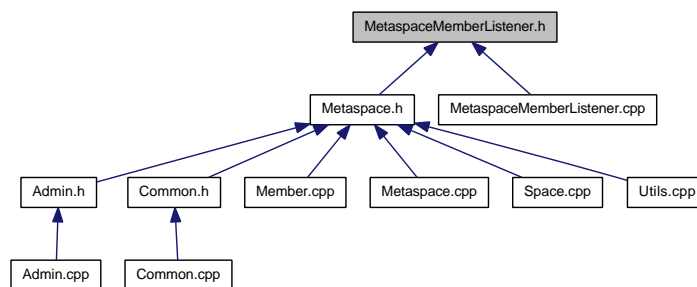 MetaspaceMemberListener.h
Metaspace.h
MetaspaceMemberListener.cpp
Admin.h
Common.h
Member.cpp
Metaspace.cpp
Space.cpp
Utils.cpp
Admin.cpp
Common.cpp